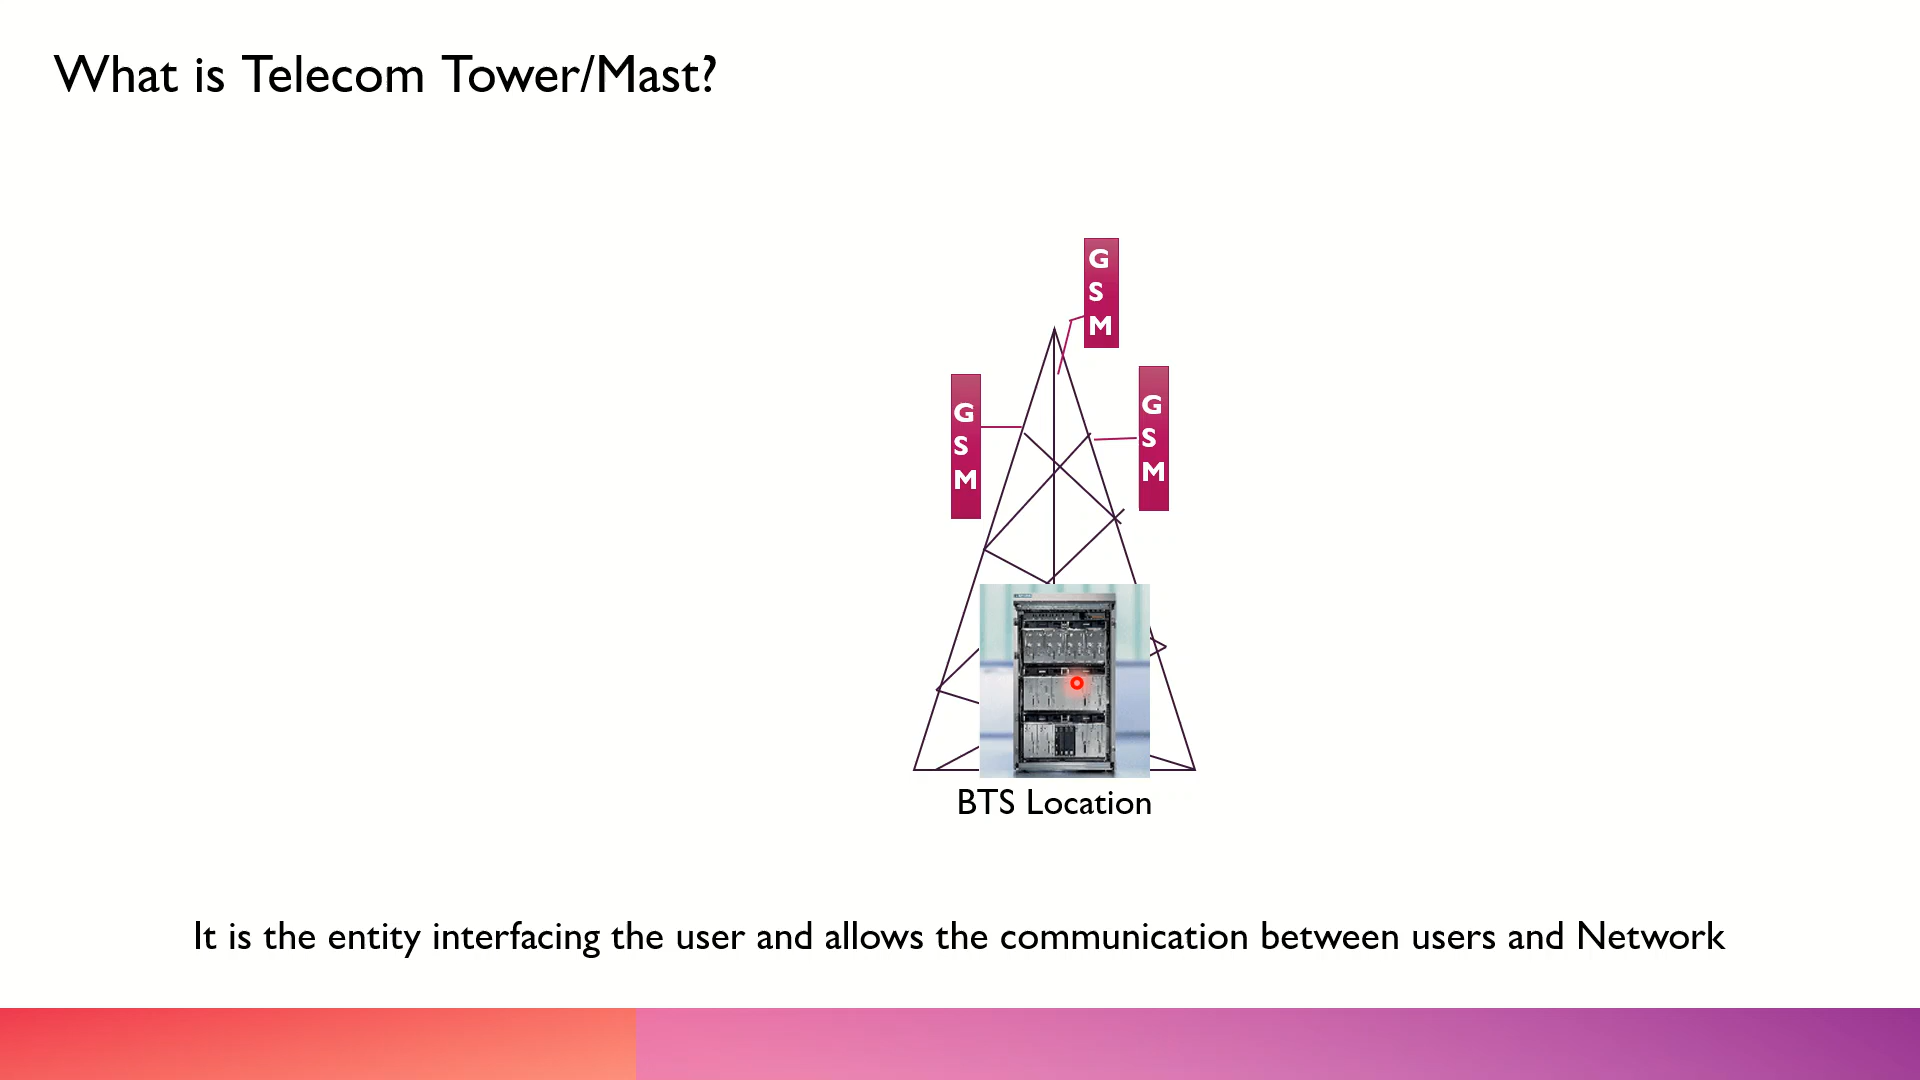 What is Telecom Tower/Mast?
G
S
M
G
S
M
G
S
M
BTS Location
It is the entity interfacing the user and allows the communication between users and Network